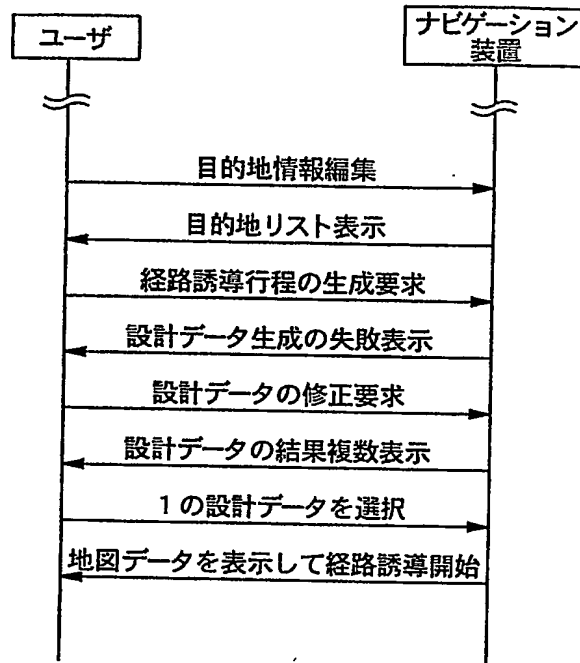 ユーザ
ナビゲーション
装置
目的地情報編集
目的地リスト表示
経路誘導行程の生成要求
設計データ生成の失敗表示
設計データの修正要求
設計データの結果複数表示
1の設計データを選択
地図データを表示して経路誘導開始